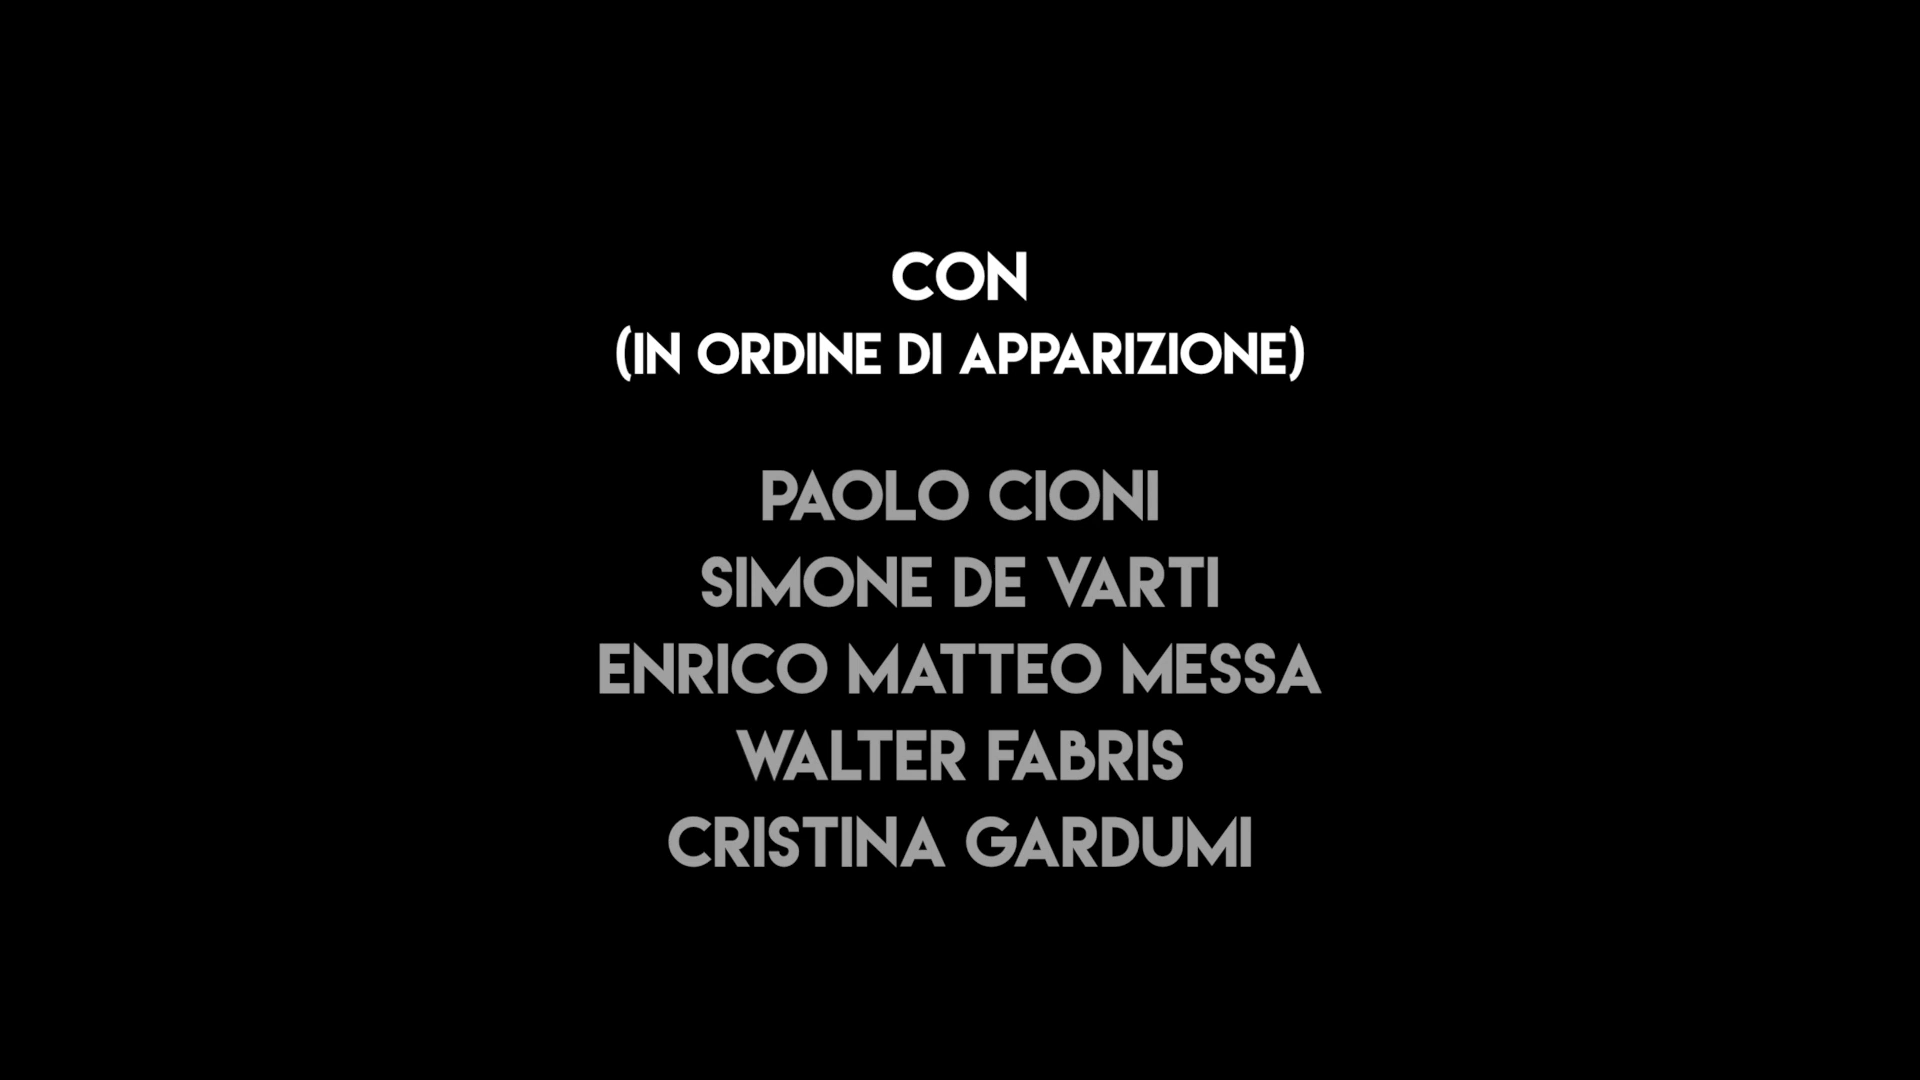 CON
(IN ORDINE DI APPARIZIONE)
PAOLO CIONI
SIMONE DE VARTI
ENRICO MATTEO MESSA
WALTER FABRIS
CRISTINA GARDUMI